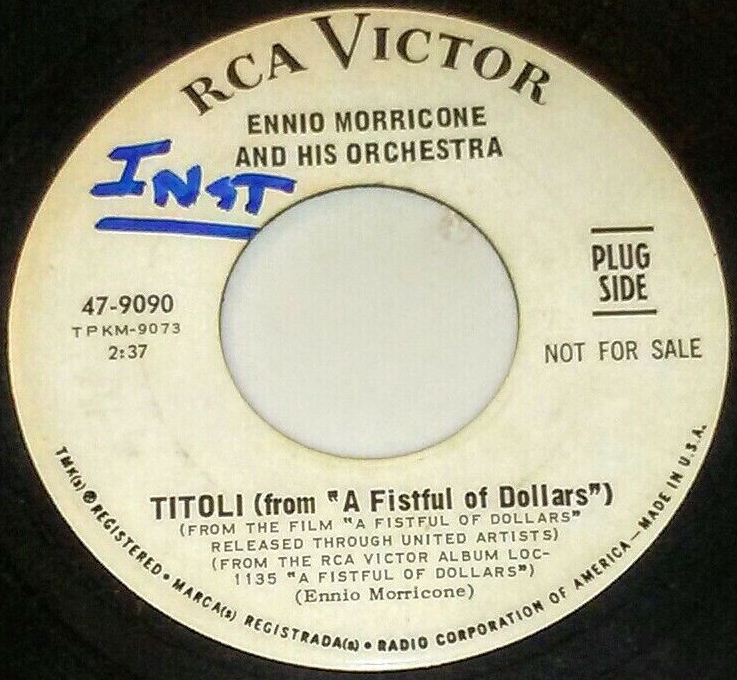 RCA VICTOR
ENNIO MORRICONE
AND HIS ORCHESTRA
INST
PLUG
SIDE
47-9090
TPKM-9073
2:37
NOT FOR SALE
TITOLI (from "A Fistful of Dollars")
(FROM THE FILM "A FISTFUL OF DOLLARS"
RELEASED THROUGH UNITED ARTISTS)
(FROM THE RCA VICTOR ALBUM LOC-
1135 "A FISTFUL OF DOLLARS")
(Ennio Morricone)
TMK(s) ® REGISTERED • MARCA(s) REGISTRADA(s) • RADIO CORPORATION OF AMERICA—MADE IN U.S.A.